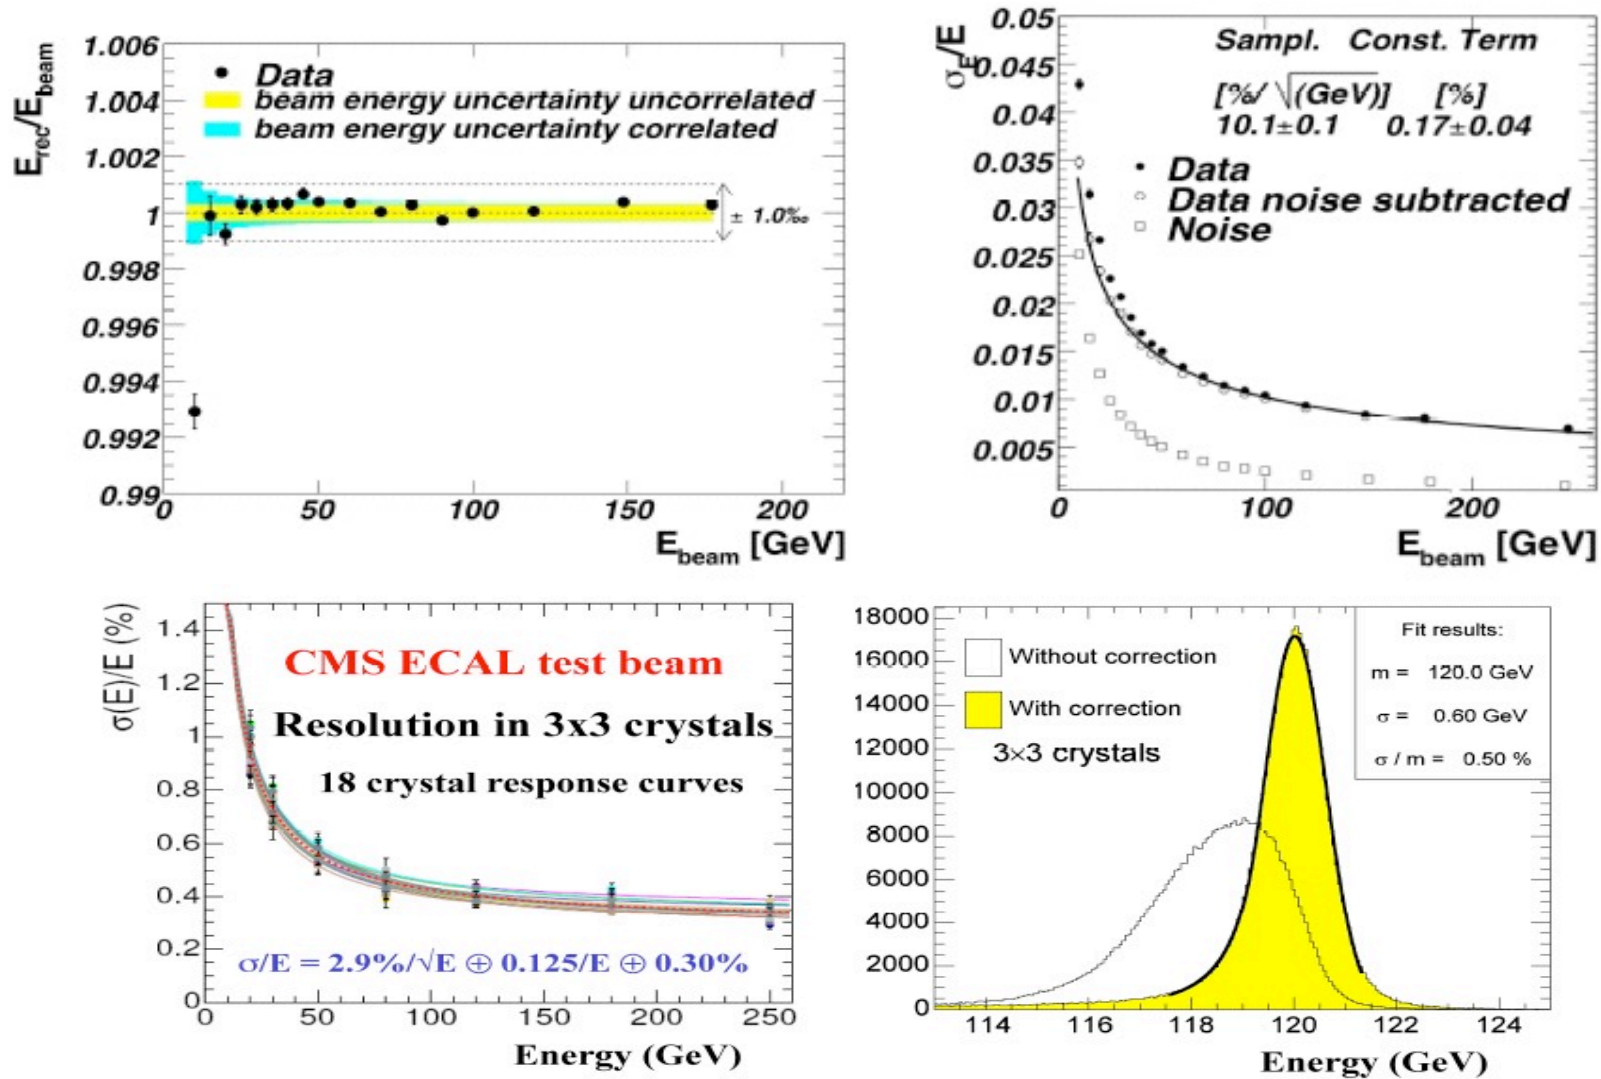 1.006
1.004
1.002
1
0.998
0.996
0.994
0.992
0.99
E_rec/E_beam
Data
beam energy uncertainty uncorrelated
beam energy uncertainty correlated
± 1.0‰
0 50 100 150 200
E_beam [GeV]
0.05
0.045
0.04
0.035
0.03
0.025
0.02
0.015
0.01
0.005
σ_E/E
Sampl. Const. Term
[%/ √(GeV)] [%]
10.1±0.1 0.17±0.04
Data
Data noise subtracted
Noise
0 100 200
E_beam [GeV]
σ(E)/E (%)
1.4
1.2
1
0.8
0.6
0.4
0.2
0
CMS ECAL test beam
Resolution in 3x3 crystals
18 crystal response curves
σ/E = 2.9%/√E ⊕ 0.125/E ⊕ 0.30%
0 50 100 150 200 250
Energy (GeV)
18000
16000
14000
12000
10000
8000
6000
4000
2000
0
Without correction
With correction
3×3 crystals
Fit results:
m = 120.0 GeV
σ = 0.60 GeV
σ / m = 0.50 %
114 116 118 120 122 124
Energy (GeV)